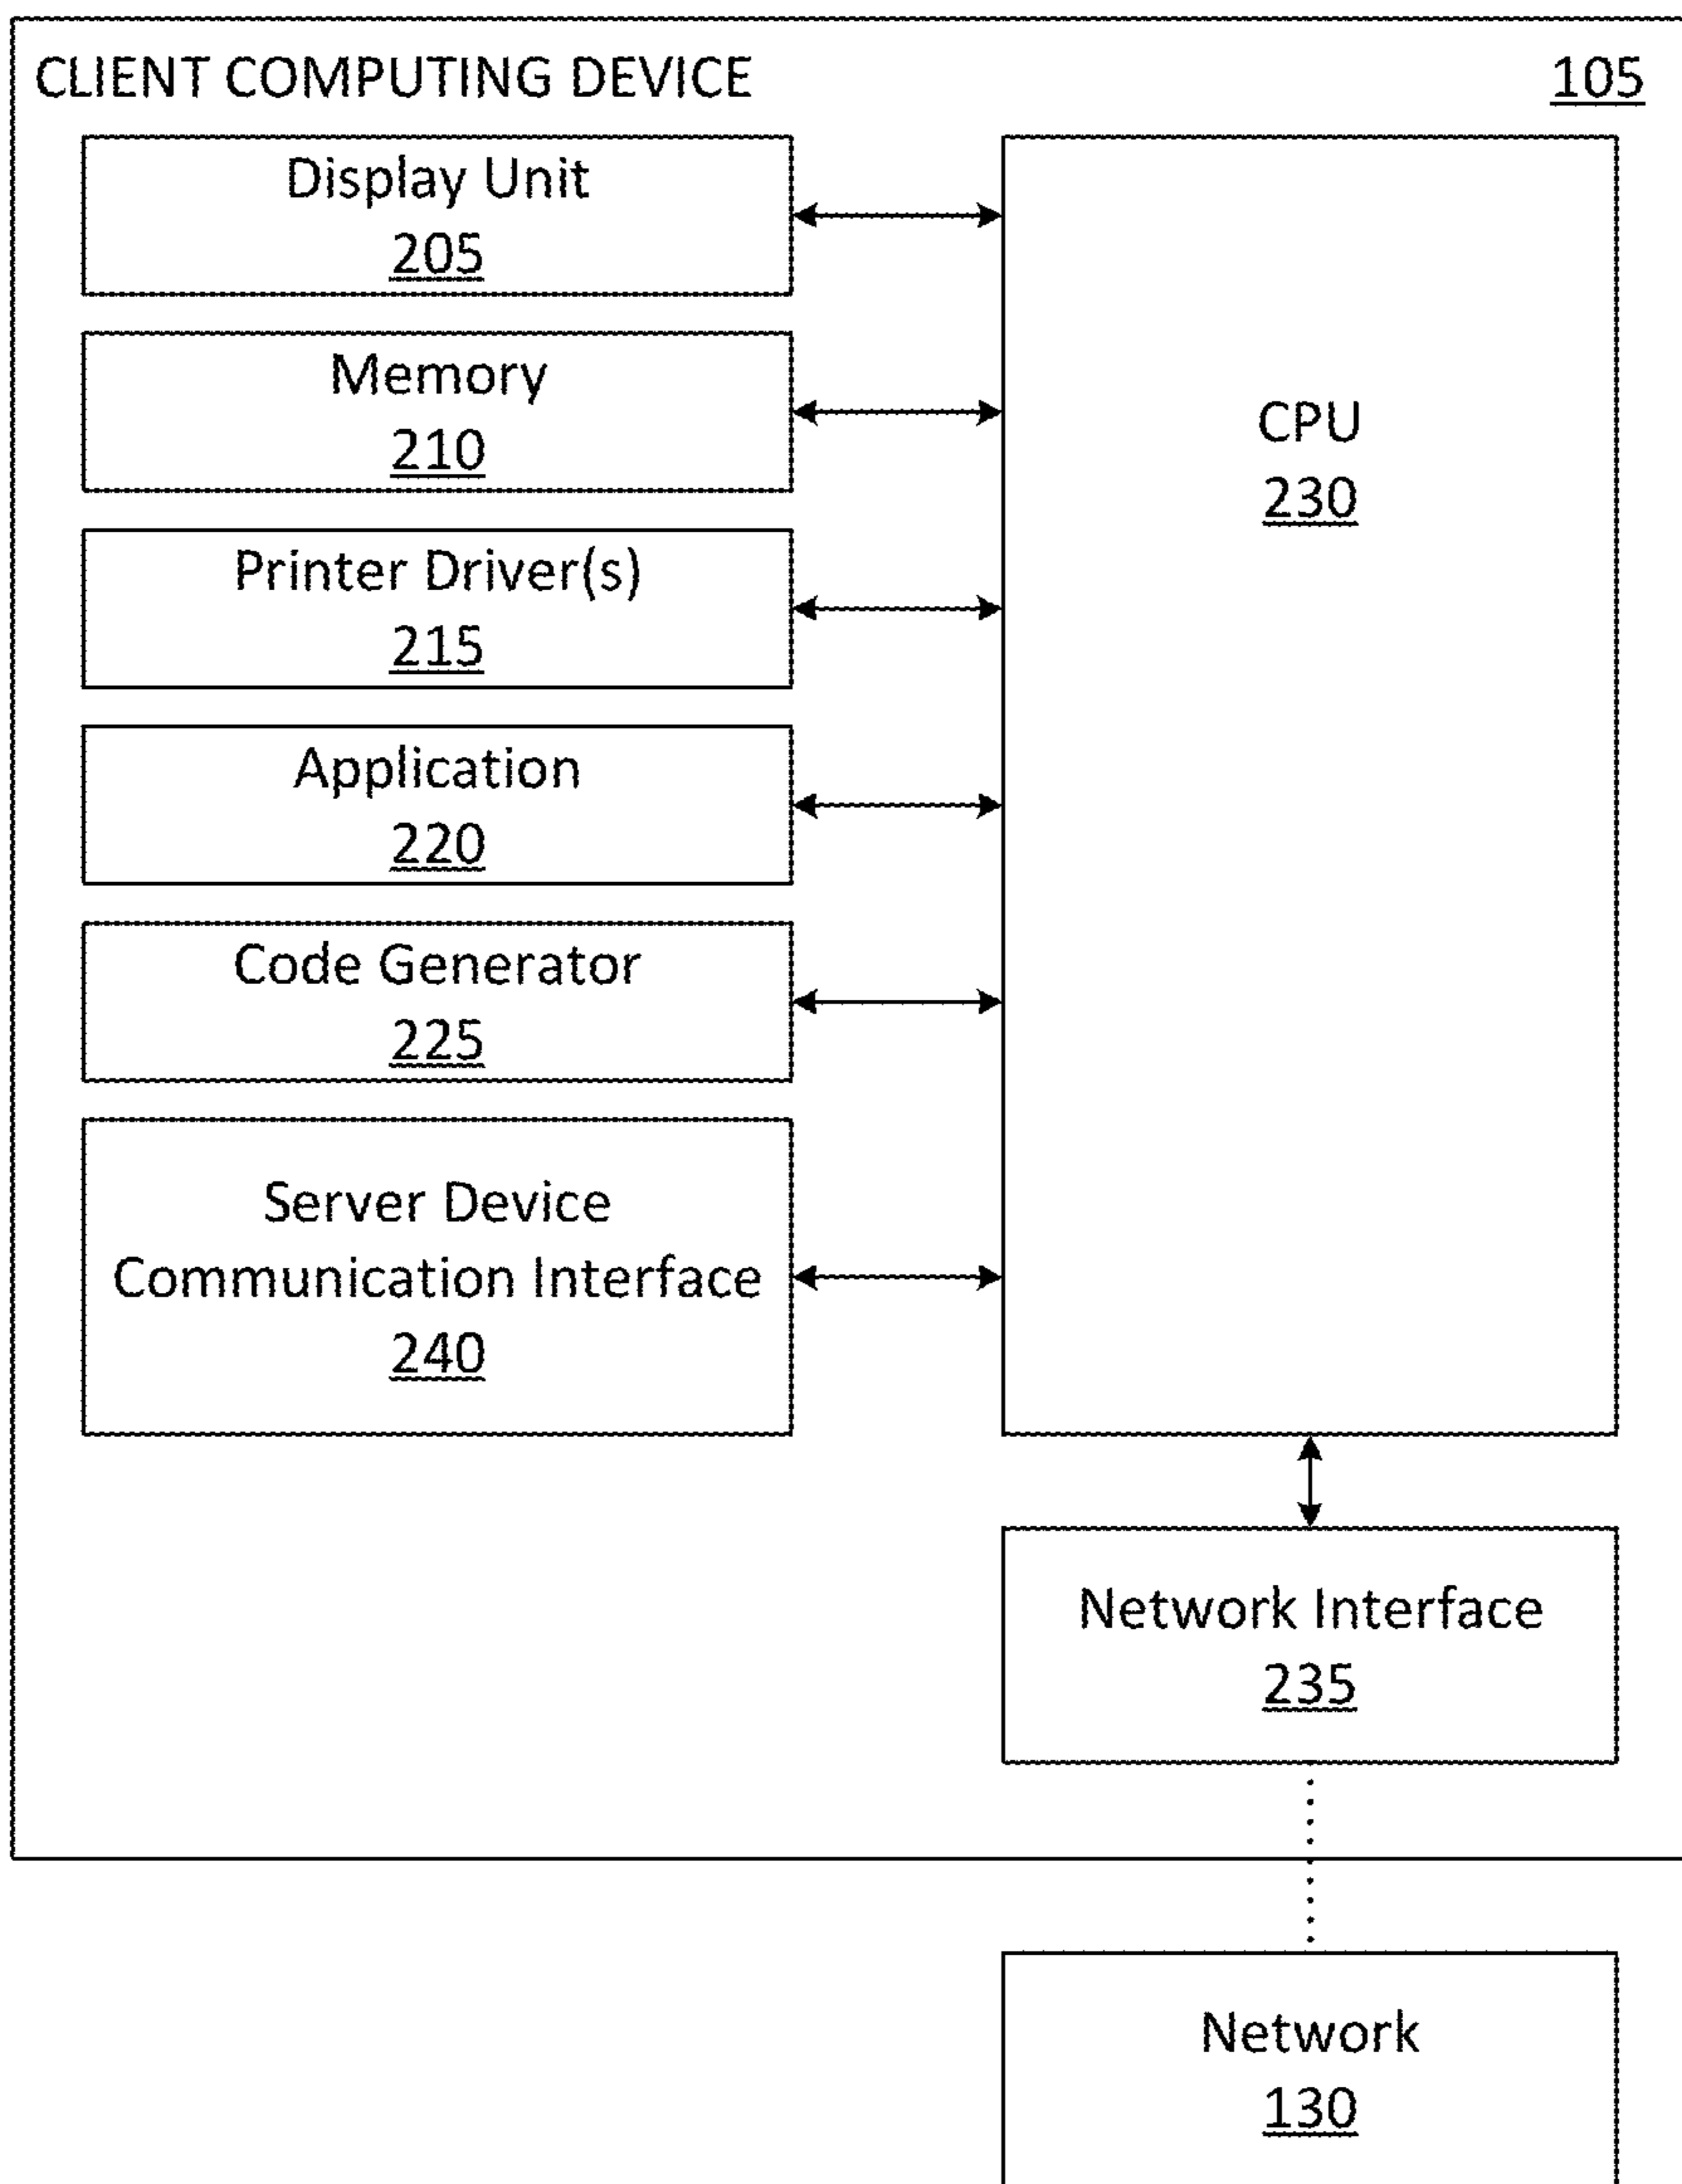 CLIENT COMPUTING DEVICE 105
Display Unit
205
Memory
210
Printer Driver(s)
215
Application
220
Code Generator
225
Server Device
Communication Interface
240
CPU
230
Network Interface
235
Network
130